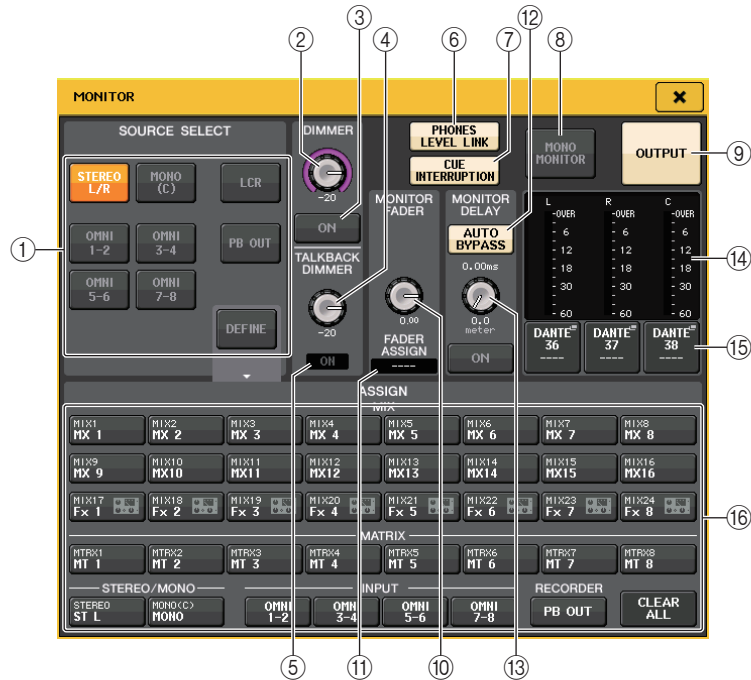 ② ③ ④ ⑥ ⑦ ⑫ ⑧
MONITOR
SOURCE SELECT
STEREO L/R
MONO (C)
LCR
OMNI 1-2
OMNI 3-4
PB OUT
OMNI 5-6
OMNI 7-8
DEFINE
①
DIMMER
-20
ON
TALKBACK DIMMER
-20
ON
PHONES LEVEL LINK
CUE INTERRUPTION
MONITOR FADER
0.00
FADER ASSIGN
----
MONITOR DELAY
AUTO BYPASS
0.00ms
0.0
meter
ON
MONO MONITOR
OUTPUT
⑨
L R C
-OVER -OVER -OVER
- 6 - 6 - 6
- 12 - 12 - 12
- 18 - 18 - 18
- 30 - 30 - 30
- 60 - 60 - 60
⑭
DANTE 36 ----
DANTE 37 ----
DANTE 38 ----
⑮
ASSIGN
MIX
MIX1 MIX2 MIX3 MIX4 MIX5 MIX6 MIX7 MIX8
MX 1 MX 2 MX 3 MX 4 MX 5 MX 6 MX 7 MX 8
MIX9 MIX10 MIX11 MIX12 MIX13 MIX14 MIX15 MIX16
MX 9 MX10 MX11 MX12 MX13 MX14 MX15 MX16
MIX17 MIX18 MIX19 MIX20 MIX21 MIX22 MIX23 MIX24
Fx 1 Fx 2 Fx 3 Fx 4 Fx 5 Fx 6 Fx 7 Fx 8
⑯
MATRIX
MTRX1 MTRX2 MTRX3 MTRX4 MTRX5 MTRX6 MTRX7 MTRX8
MT 1 MT 2 MT 3 MT 4 MT 5 MT 6 MT 7 MT 8
STEREO/MONO INPUT RECORDER
STEREO MONO(C)
ST L MONO
OMNI 1-2
OMNI 3-4
OMNI 5-6
OMNI 7-8
PB OUT
CLEAR ALL
⑤ ⑪ ⑩ ⑬